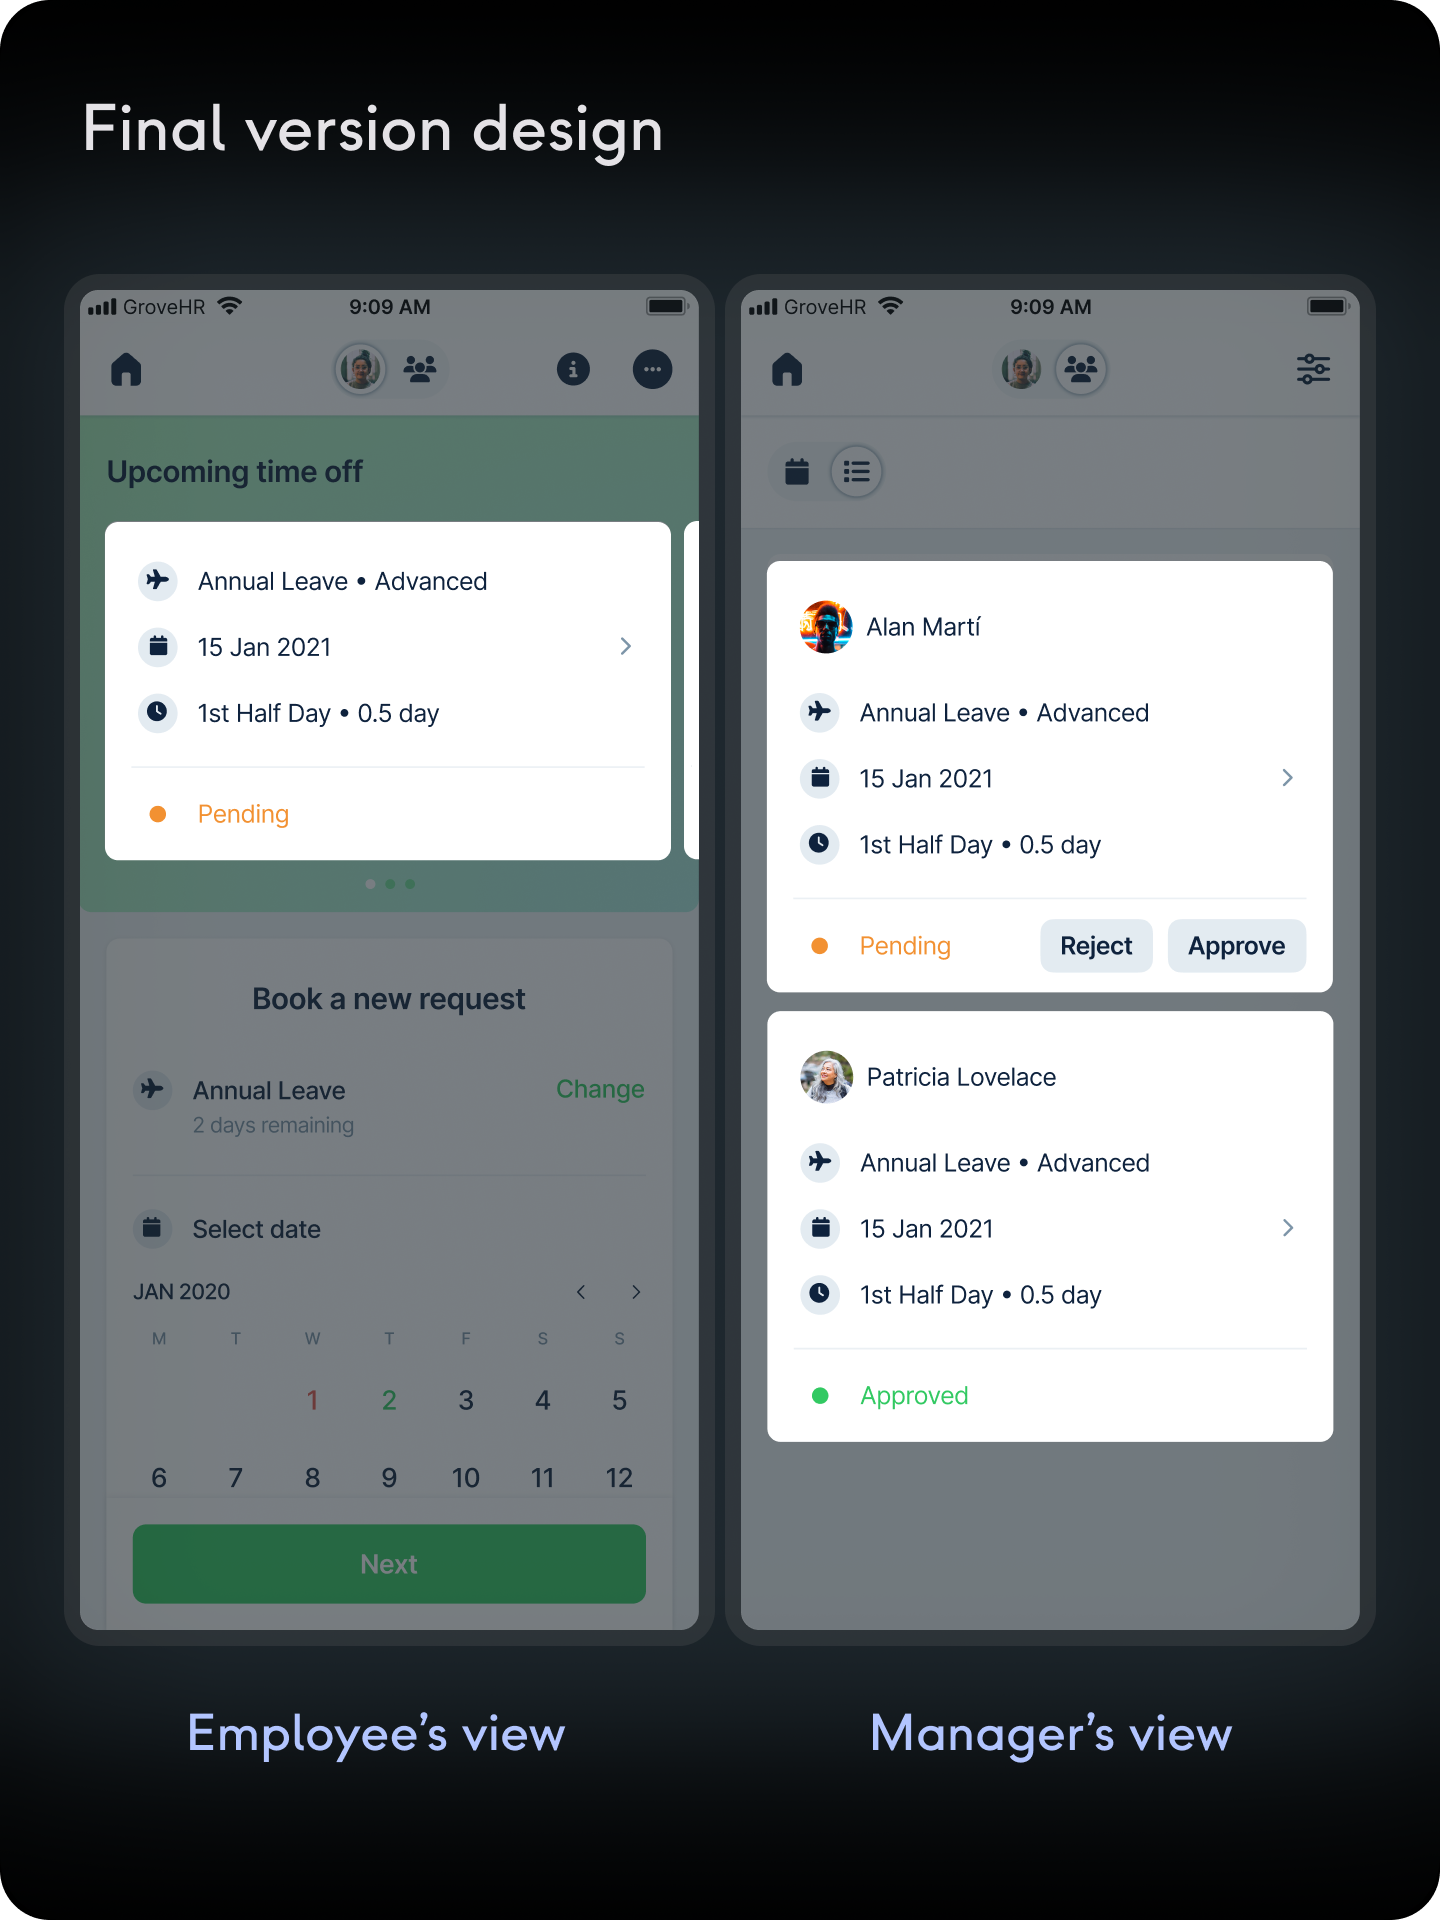 Final version design
GroveHR
9:09 AM
Upcoming time off
Annual Leave • Advanced
15 Jan 2021
1st Half Day • 0.5 day
Pending
Book a new request
Annual Leave
Change
2 days remaining
Select date
JAN 2020
M T W T F S S
1 2 3 4 5
6 7 8 9 10 11 12
Next
Employee’s view
GroveHR
9:09 AM
Alan Martí
Annual Leave • Advanced
15 Jan 2021
1st Half Day • 0.5 day
Pending
Reject
Approve
Patricia Lovelace
Annual Leave • Advanced
15 Jan 2021
1st Half Day • 0.5 day
Approved
Manager’s view